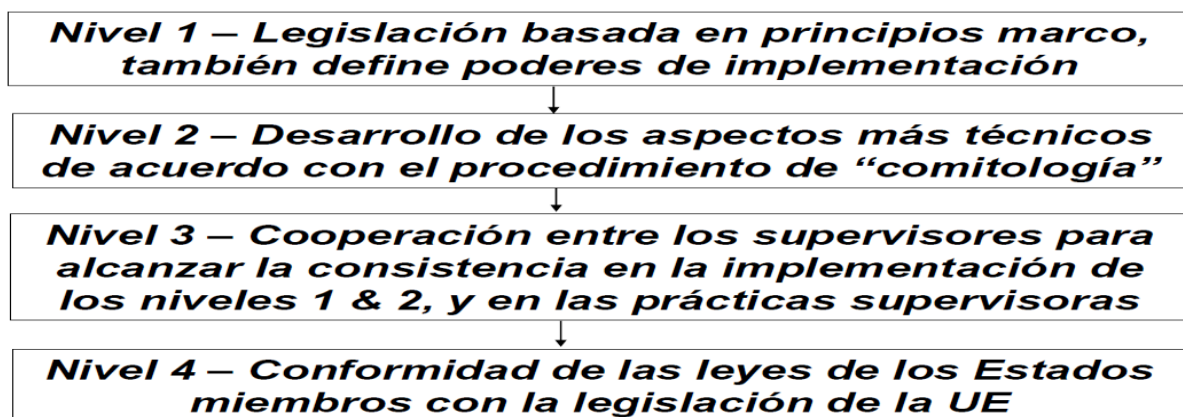 Nivel 1 – Legislación basada en principios marco,
también define poderes de implementación
Nivel 2 – Desarrollo de los aspectos más técnicos
de acuerdo con el procedimiento de “comitología”
Nivel 3 – Cooperación entre los supervisores para
alcanzar la consistencia en la implementación de
los niveles 1 & 2, y en las prácticas supervisoras
Nivel 4 – Conformidad de las leyes de los Estados
miembros con la legislación de la UE